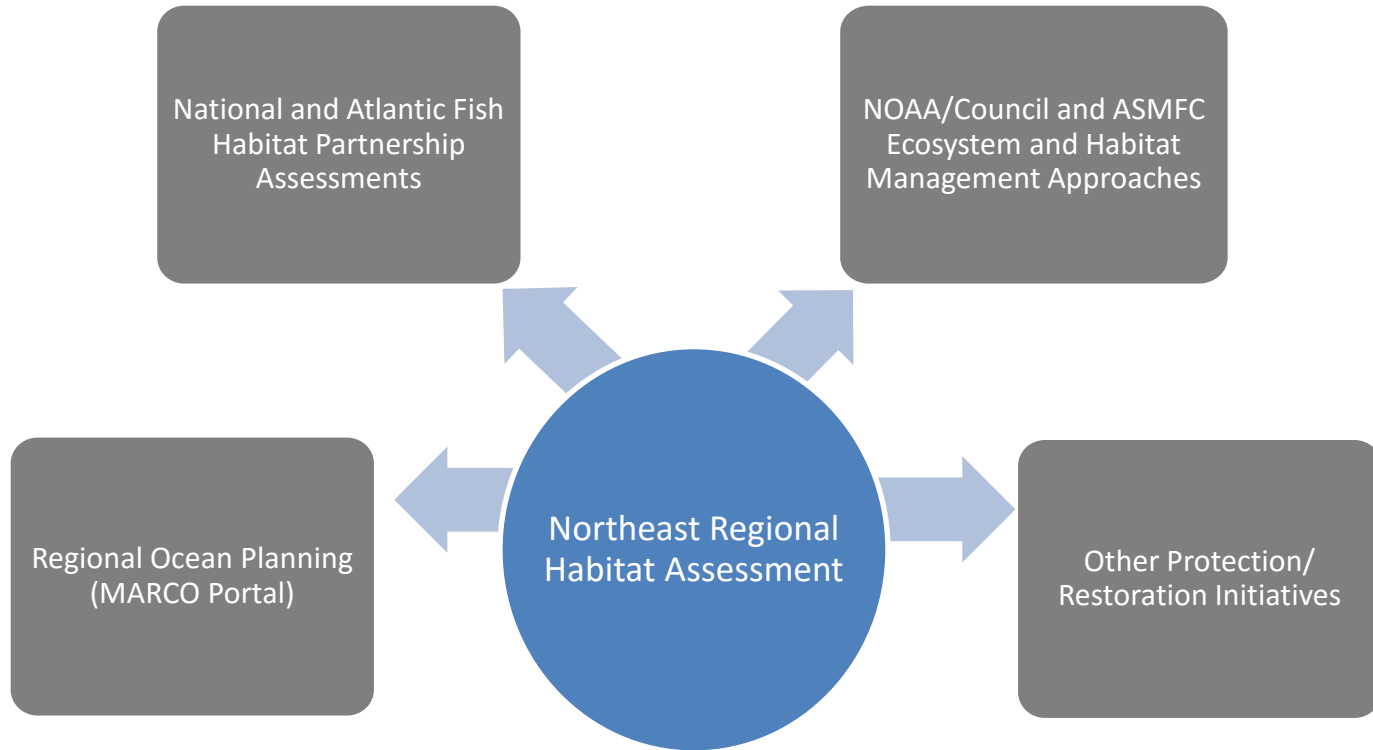 National and Atlantic Fish
Habitat Partnership
Assessments
NOAA/Council and ASMFC
Ecosystem and Habitat
Management Approaches
Regional Ocean Planning
(MARCO Portal)
Northeast Regional
Habitat Assessment
Other Protection/
Restoration Initiatives